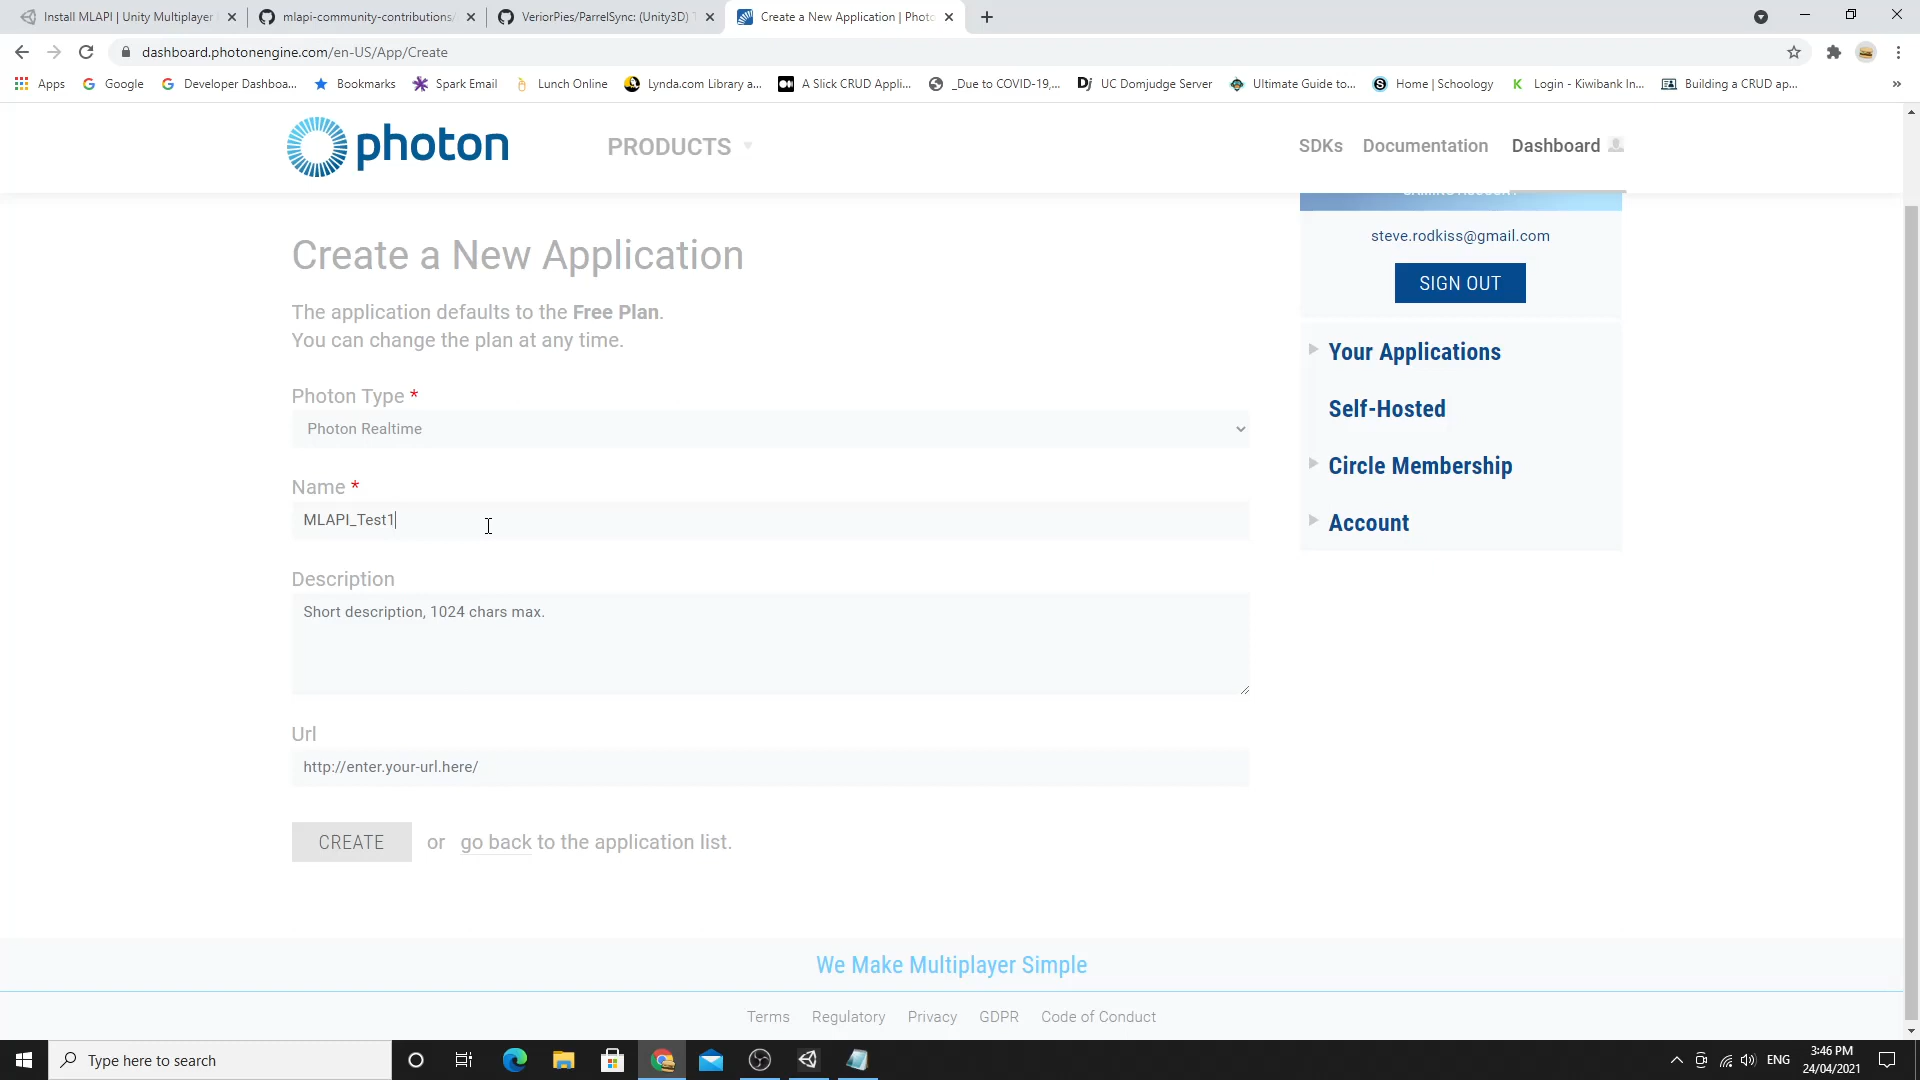 Install MLAPI | Unity Multiplayer
mlapi-community-contributions/
VeriorPies/ParrelSync: (Unity3D) T
Create a New Application | Photo
dashboard.photonengine.com/en-US/App/Create
Apps
Google
Developer Dashboa...
Bookmarks
Spark Email
Lunch Online
Lynda.com Library a...
A Slick CRUD Appli...
_Due to COVID-19,...
UC Domjudge Server
Ultimate Guide to...
Home | Schoology
Login - Kiwibank In...
Building a CRUD ap...
»
photon
PRODUCTS
SDKs
Documentation
Dashboard
steve.rodkiss@gmail.com
SIGN OUT
Your Applications
Self-Hosted
Circle Membership
Account
Create a New Application
The application defaults to the Free Plan.
You can change the plan at any time.
Photon Type *
Photon Realtime
Name *
MLAPI_Test1
Description
Short description, 1024 chars max.
Url
http://enter.your-url.here/
CREATE or go back to the application list.
We Make Multiplayer Simple
Terms Regulatory Privacy GDPR Code of Conduct
Type here to search
ENG
3:46 PM
24/04/2021